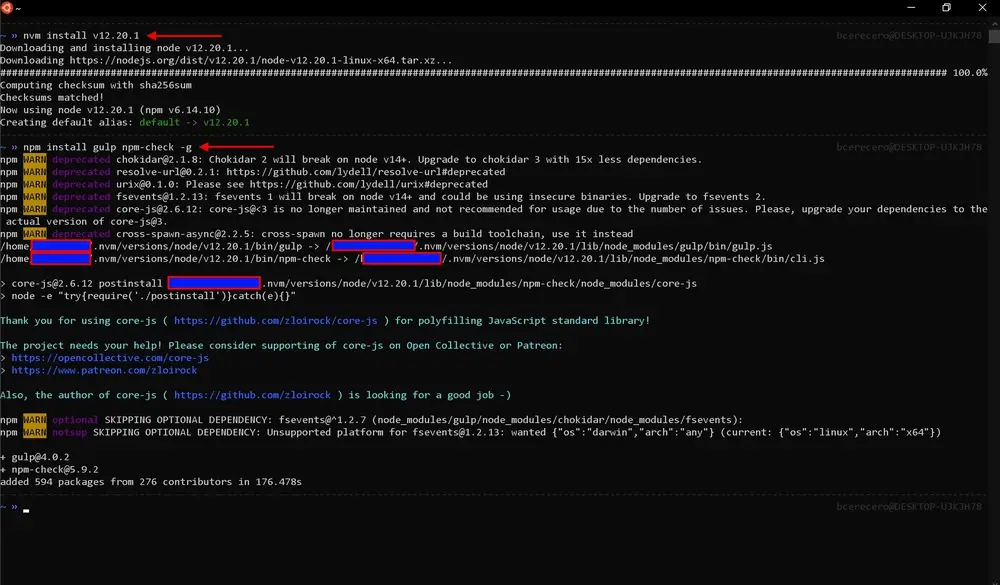 ~
~ » nvm install v12.20.1 bcerecero@DESKTOP-UJKJH78
Downloading and installing node v12.20.1...
Downloading https://nodejs.org/dist/v12.20.1/node-v12.20.1-linux-x64.tar.xz...
######################################################################## 100.0%
Computing checksum with sha256sum
Checksums matched!
Now using node v12.20.1 (npm v6.14.10)
Creating default alias: default -> v12.20.1
~ » npm install gulp npm-check -g bcerecero@DESKTOP-UJKJH78
npm WARN deprecated chokidar@2.1.8: Chokidar 2 will break on node v14+. Upgrade to chokidar 3 with 15x less dependencies.
npm WARN deprecated resolve-url@0.2.1: https://github.com/lydell/resolve-url#deprecated
npm WARN deprecated urix@0.1.0: Please see https://github.com/lydell/urix#deprecated
npm WARN deprecated fsevents@1.2.13: fsevents 1 will break on node v14+ and could be using insecure binaries. Upgrade to fsevents 2.
npm WARN deprecated core-js@2.6.12: core-js@<3 is no longer maintained and not recommended for usage due to the number of issues. Please, upgrade your dependencies to the
actual version of core-js@3.
npm WARN deprecated cross-spawn-async@2.2.5: cross-spawn no longer requires a build toolchain, use it instead
/home/ /.nvm/versions/node/v12.20.1/bin/gulp -> / /.nvm/versions/node/v12.20.1/lib/node_modules/gulp/bin/gulp.js
/home/ /.nvm/versions/node/v12.20.1/bin/npm-check -> / /.nvm/versions/node/v12.20.1/lib/node_modules/npm-check/bin/cli.js
> core-js@2.6.12 postinstall .nvm/versions/node/v12.20.1/lib/node_modules/npm-check/node_modules/core-js
> node -e "try{require('./postinstall')}catch(e){}"
Thank you for using core-js ( https://github.com/zloirock/core-js ) for polyfilling JavaScript standard library!
The project needs your help! Please consider supporting of core-js on Open Collective or Patreon:
> https://opencollective.com/core-js
> https://www.patreon.com/zloirock
Also, the author of core-js ( https://github.com/zloirock ) is looking for a good job -)
npm WARN optional SKIPPING OPTIONAL DEPENDENCY: fsevents@^1.2.7 (node_modules/gulp/node_modules/chokidar/node_modules/fsevents):
npm WARN notsup SKIPPING OPTIONAL DEPENDENCY: Unsupported platform for fsevents@1.2.13: wanted {"os":"darwin","arch":"any"} (current: {"os":"linux","arch":"x64"})
+ gulp@4.0.2
+ npm-check@5.9.2
added 594 packages from 276 contributors in 176.478s
~ » bcerecero@DESKTOP-UJKJH78